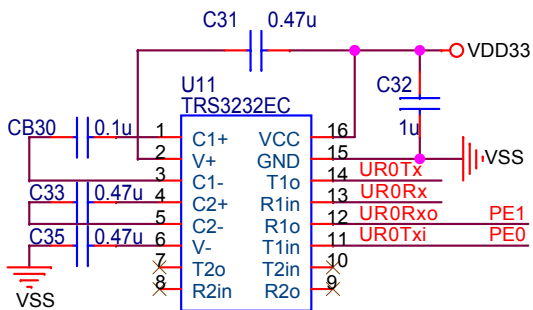 C31 0.47u
VDD33
U11
TRS3232EC
C32
1u
CB30 0.1u 1 C1+ VCC 16
2 V+ GND 15 VSS
3 C1- T1o 14 UR0Tx
C33 0.47u 4 C2+ R1in 13 UR0Rx
5 C2- R1o 12 UR0Rxo PE1
C35 0.47u 6 V- T1in 11 UR0Txi PE0
7 T2o T2in 10
8 R2in R2o 9
VSS